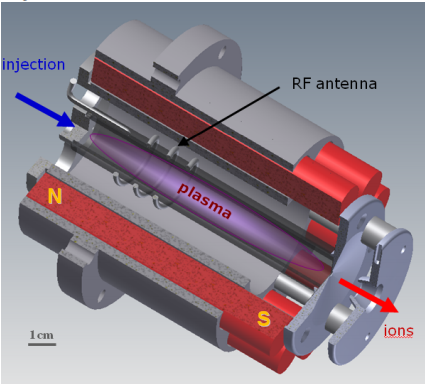 injection
RF antenna
plasma
N
S
1cm
ions